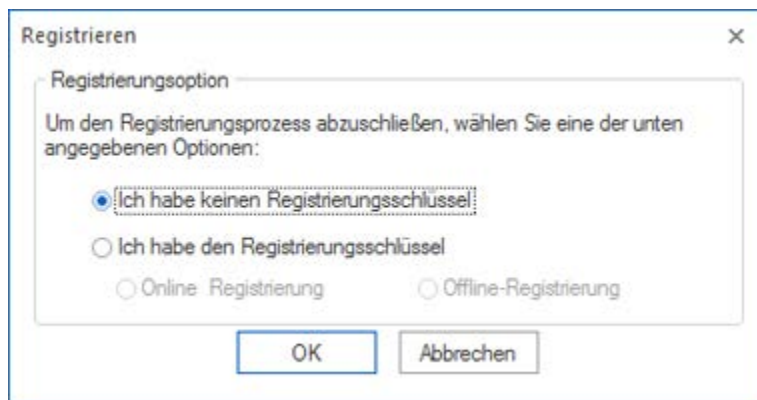 Registrieren
Registrierungsoption
Um den Registrierungsprozess abzuschließen, wählen Sie eine der unten
angegebenen Optionen:
Ich habe keinen Registrierungsschlüssel
Ich habe den Registrierungsschlüssel
Online Registrierung Offline-Registrierung
OK Abbrechen